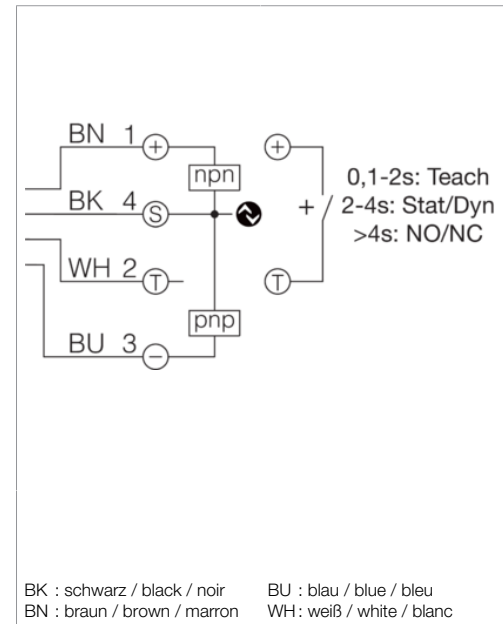 BN 1 +
npn
BK 4 S
WH 2 T
pnp
BU 3 −
+
+
T
0,1-2s: Teach
2-4s: Stat/Dyn
>4s: NO/NC
BK : schwarz / black / noir
BN : braun / brown / marron
BU : blau / blue / bleu
WH: weiß / white / blanc